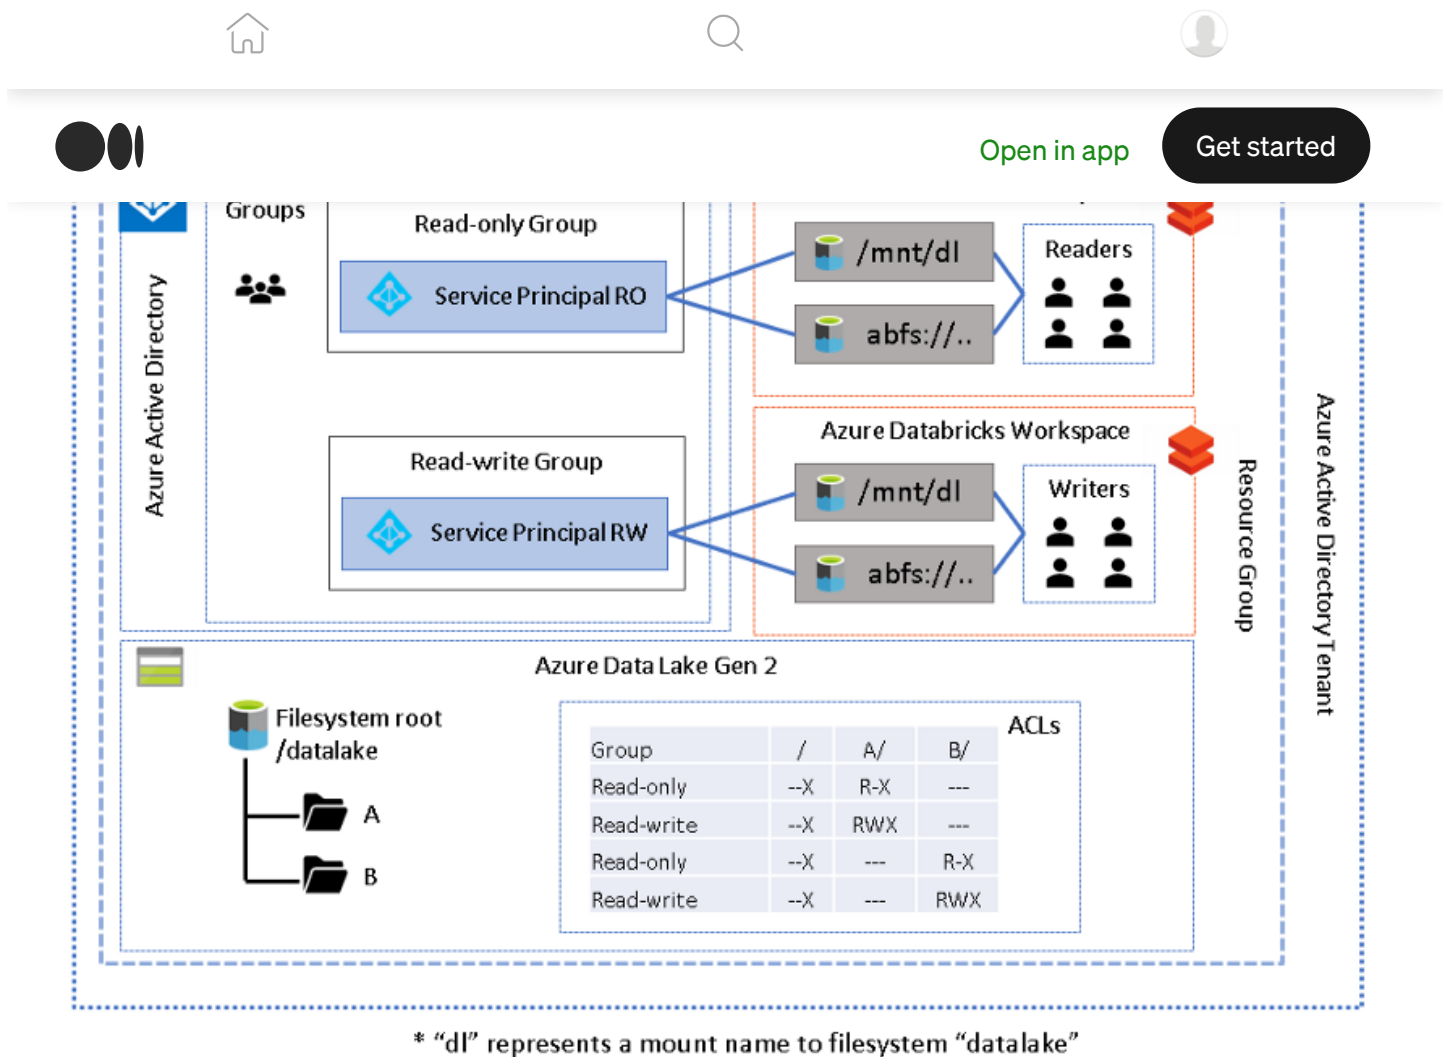 Open in app
Get started
Groups
Read-only Group
Service Principal RO
/mnt/dl
abfs://..
Readers
Azure Active Directory
Read-write Group
Service Principal RW
Azure Databricks Workspace
/mnt/dl
abfs://..
Writers
Resource Group
Azure Active Directory Tenant
Azure Data Lake Gen 2
Filesystem root
/datalake
A
B
ACLs
Group / A/ B/
Read-only --X R-X ---
Read-write --X RWX ---
Read-only --X --- R-X
Read-write --X --- RWX
* “dl” represents a mount name to filesystem “datalake”